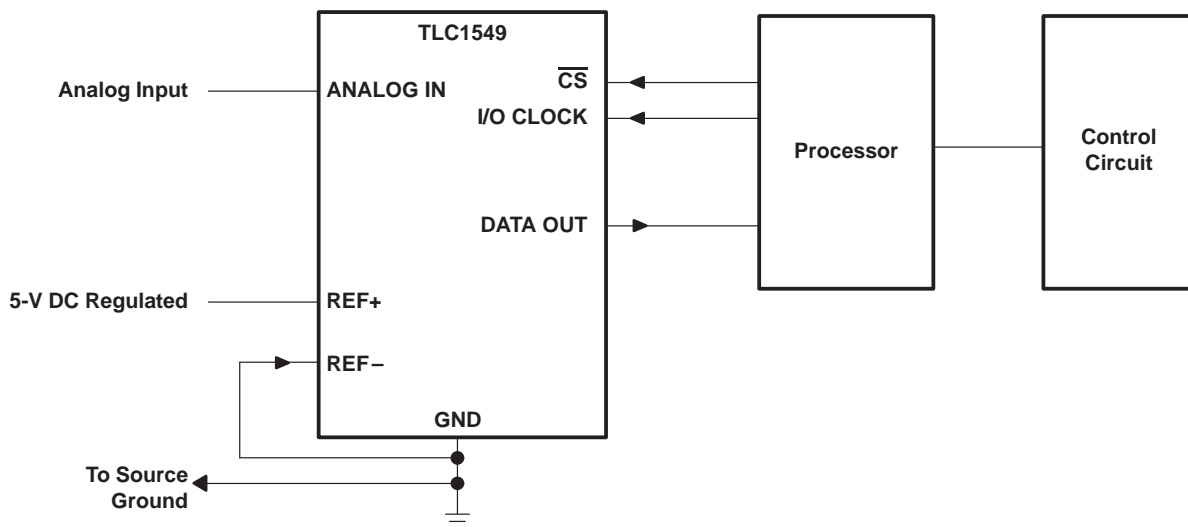 TLC1549
Analog Input
ANALOG IN
CS
I/O CLOCK
Processor
Control
Circuit
DATA OUT
5-V DC Regulated
REF+
REF–
GND
To Source
Ground